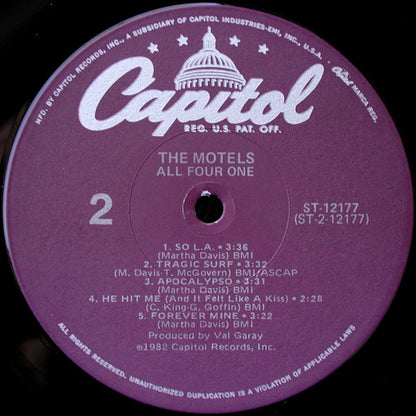 MFD. BY CAPITOL RECORDS, INC., A SUBSIDIARY OF CAPITOL INDUSTRIES-EMI, INC., U.S.A.
MARCA REG.
Capitol
REG. U.S. PAT. OFF.
THE MOTELS
ALL FOUR ONE
2
ST-12177
(ST-2-12177)
1. SO L.A. • 3:36
(Martha Davis) BMI
2. TRAGIC SURF • 3:32
(M. Davis-T. McGovern) BMI/ASCAP
3. APOCALYPSO • 3:31
(Martha Davis) BMI
4. HE HIT ME (And It Felt Like A Kiss) • 2:28
(C. King-G. Goffin) BMI
5. FOREVER MINE • 3:22
(Martha Davis) BMI
Produced by Val Garay
℗1982 Capitol Records, Inc.
ALL RIGHTS RESERVED. UNAUTHORIZED DUPLICATION IS A VIOLATION OF APPLICABLE LAWS